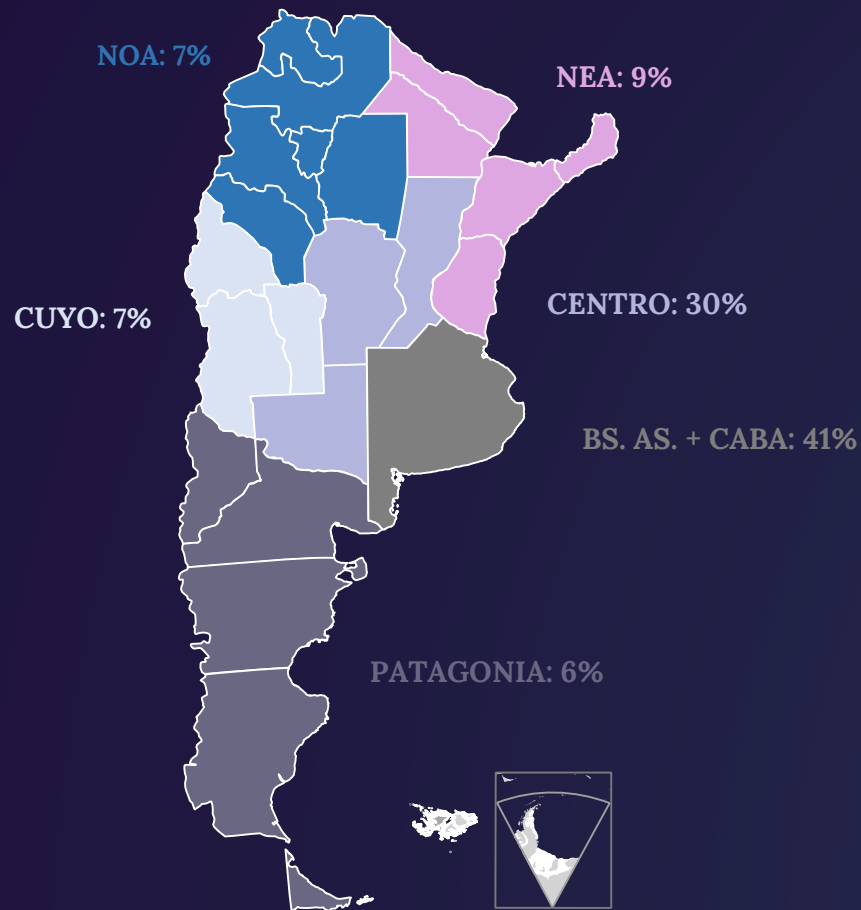 NOA: 7%
NEA: 9%
CENTRO: 30%
CUYO: 7%
BS. AS. + CABA: 41%
PATAGONIA: 6%